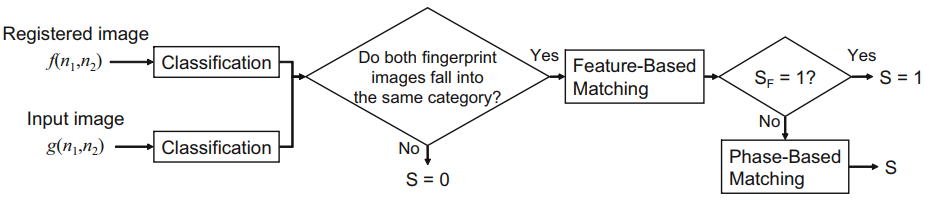 Registered image
f(n₁,n₂)
Classification
Input image
g(n₁,n₂)
Classification
Do both fingerprint
images fall into
the same category?
Yes
No
S = 0
Feature-Based
Matching
S_F = 1?
Yes
S = 1
No
Phase-Based
Matching
S